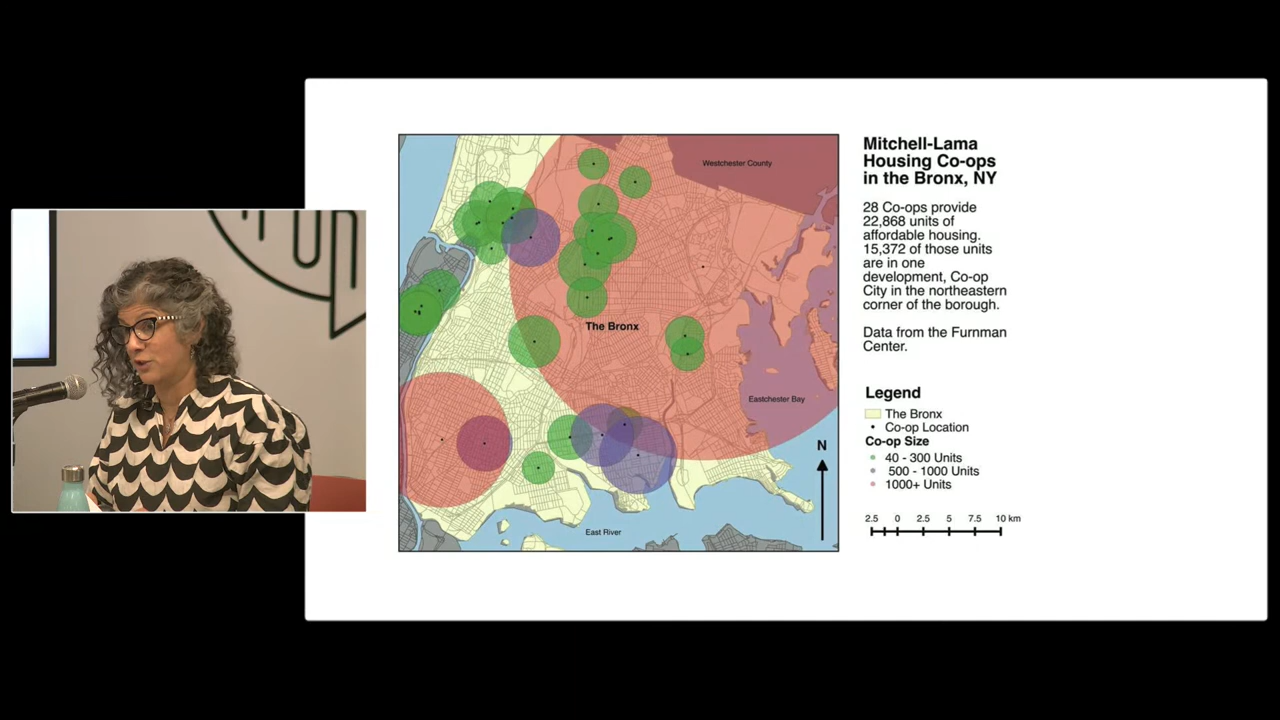 Westchester County
The Bronx
Eastchester Bay
East River
N
Mitchell-Lama
Housing Co-ops
in the Bronx, NY
28 Co-ops provide
22,868 units of
affordable housing.
15,372 of those units
are in one
development, Co-op
City in the northeastern
corner of the borough.
Data from the Furnman
Center.
Legend
The Bronx
Co-op Location
Co-op Size
40 - 300 Units
500 - 1000 Units
1000+ Units
2.5 0 2.5 5 7.5 10 km